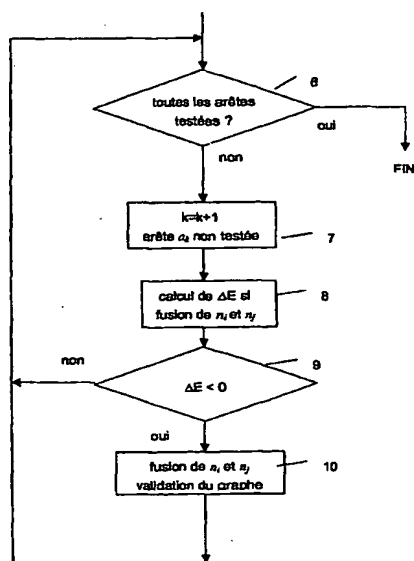 6
toutes les arêtes
testées ?
oui
non
FIN
k=k+1
arête aₖ non testée
7
calcul de ΔE si
fusion de nᵢ et nⱼ
8
non
9
ΔE < 0
oui
fusion de nᵢ et nⱼ
validation du graphe
10